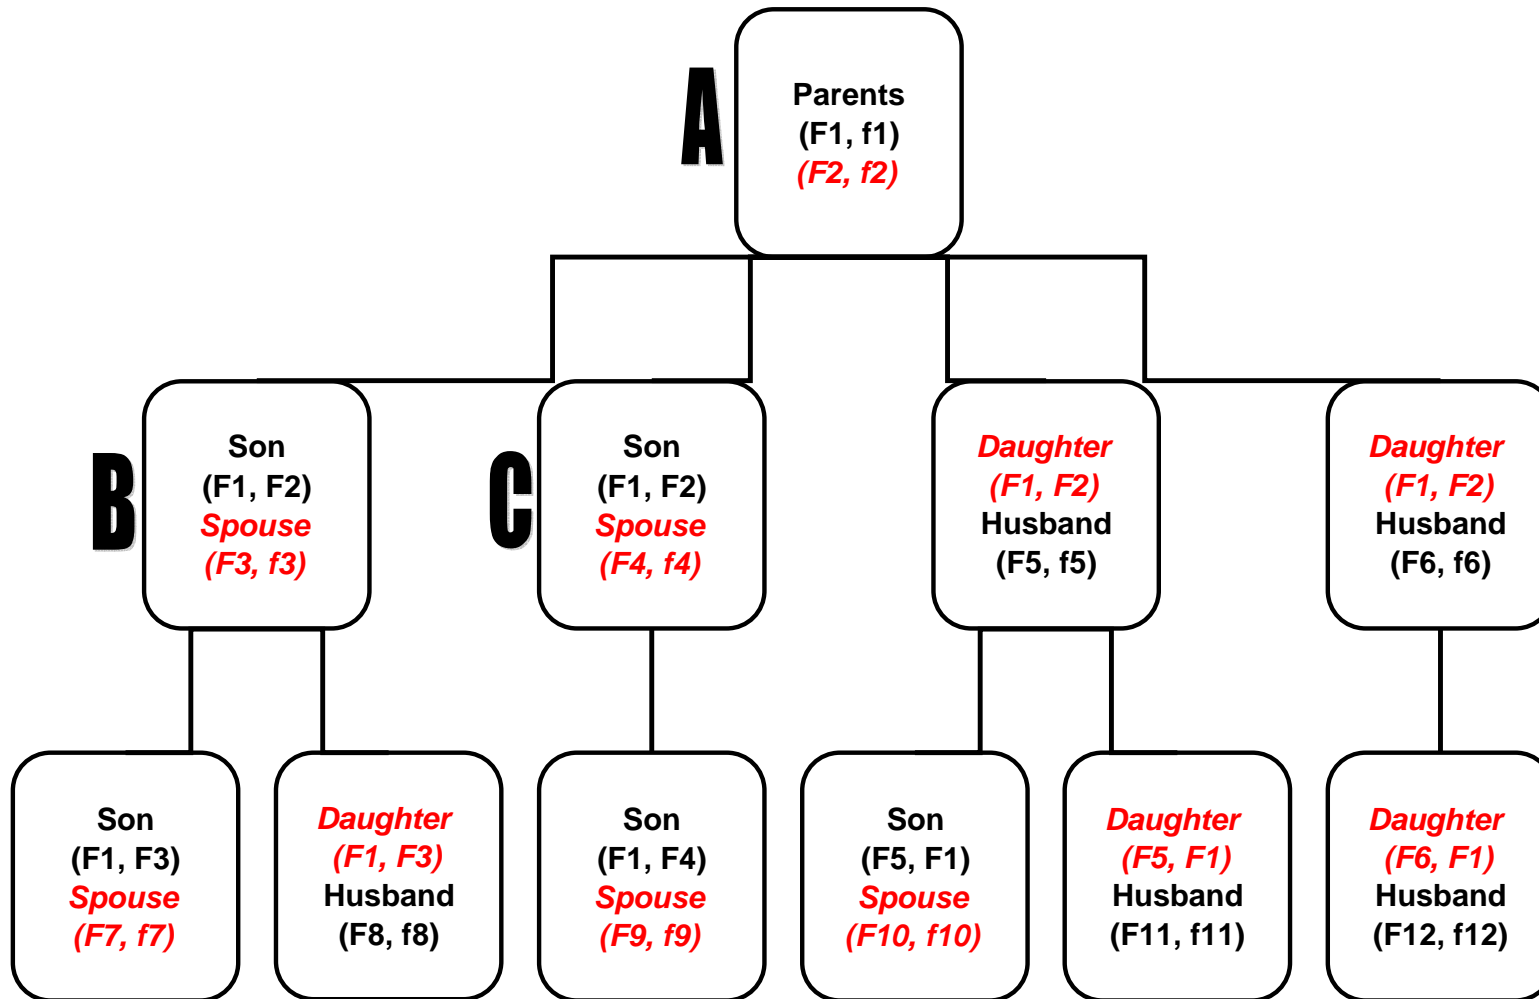 A
Parents
(F1, f1)
(F2, f2)
B
Son
(F1, F2)
Spouse
(F3, f3)
C
Son
(F1, F2)
Spouse
(F4, f4)
Daughter
(F1, F2)
Husband
(F5, f5)
Daughter
(F1, F2)
Husband
(F6, f6)
Son
(F1, F3)
Spouse
(F7, f7)
Daughter
(F1, F3)
Husband
(F8, f8)
Son
(F1, F4)
Spouse
(F9, f9)
Son
(F5, F1)
Spouse
(F10, f10)
Daughter
(F5, F1)
Husband
(F11, f11)
Daughter
(F6, F1)
Husband
(F12, f12)